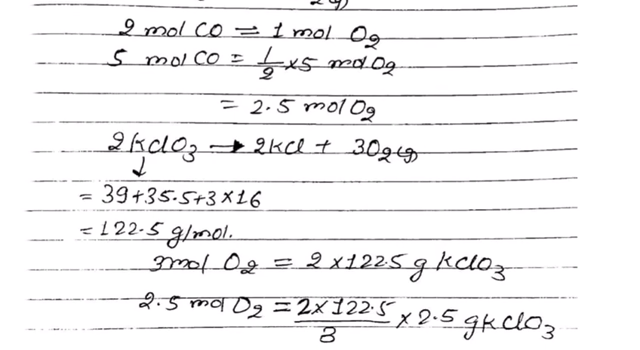 2(g)
2 mol CO = 1 mol O2
5 mol CO = 1/2 × 5 mol O2
= 2.5 mol O2
2KClO3 → 2KCl + 3O2(g)
↓
= 39+35.5+3×16
= 122.5 g/mol.
3mol O2 = 2 × 122.5 g KClO3
2.5 mol O2 = 2×122.5/3 × 2.5 g KClO3